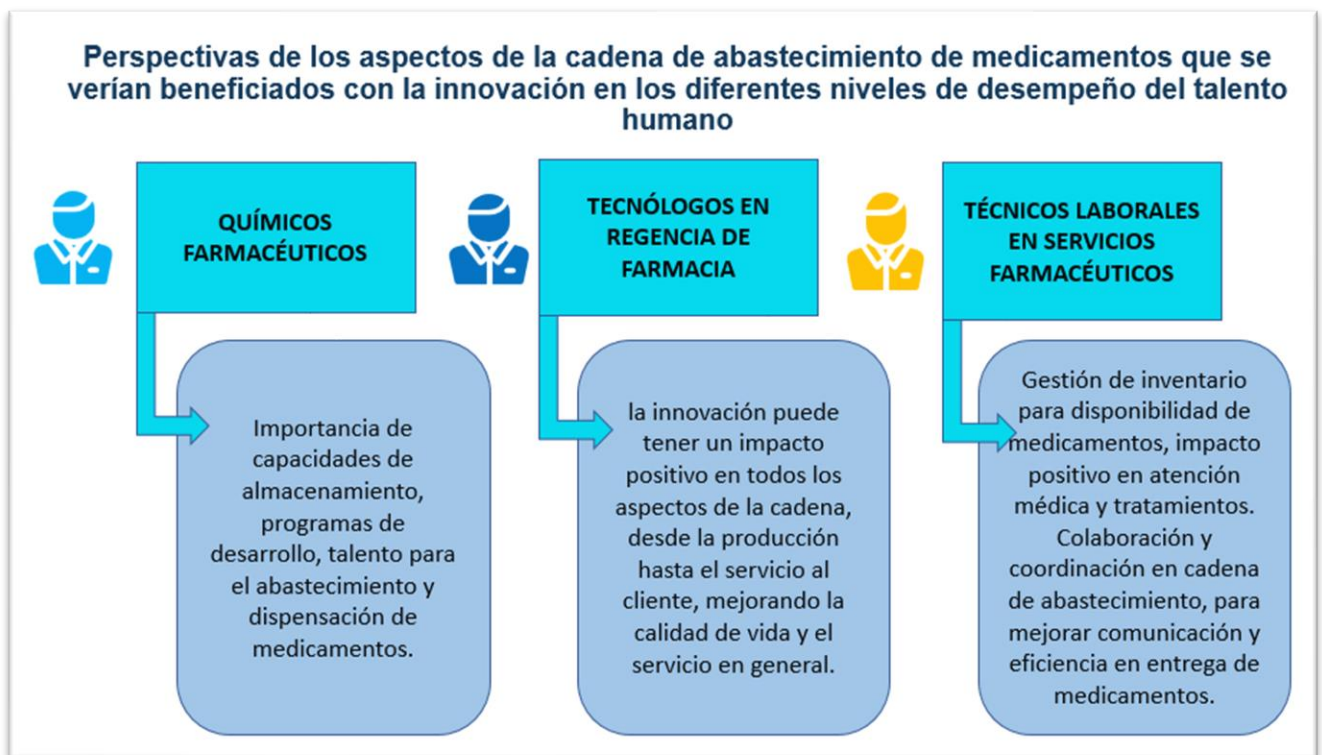 Perspectivas de los aspectos de la cadena de abastecimiento de medicamentos que se
verían beneficiados con la innovación en los diferentes niveles de desempeño del talento
humano
QUÍMICOS
FARMACÉUTICOS
Importancia de
capacidades de
almacenamiento,
programas de
desarrollo, talento para
el abastecimiento y
dispensación de
medicamentos.
TECNÓLOGOS EN
REGENCIA DE
FARMACIA
la innovación puede
tener un impacto
positivo en todos los
aspectos de la cadena,
desde la producción
hasta el servicio al
cliente, mejorando la
calidad de vida y el
servicio en general.
TÉCNICOS LABORALES
EN SERVICIOS
FARMACÉUTICOS
Gestión de inventario
para disponibilidad de
medicamentos, impacto
positivo en atención
médica y tratamientos.
Colaboración y
coordinación en cadena
de abastecimiento, para
mejorar comunicación y
eficiencia en entrega de
medicamentos.